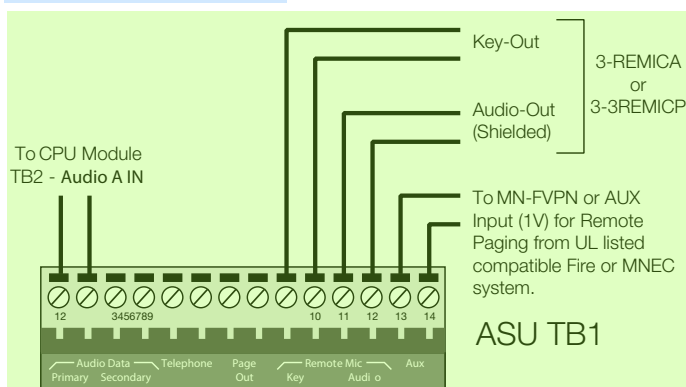 Key-Out
3-REMICA
or
3-3REMICP
Audio-Out
(Shielded)
To CPU Module
TB2 - Audio A IN
To MN-FVPN or AUX
Input (1V) for Remote
Paging from UL listed
compatible Fire or MNEC
system.
12 3456789 10 11 12 13 14
ASU TB1
Audio Data Telephone Page Remote Mic Aux
Primary Secondary Out Key Audi o